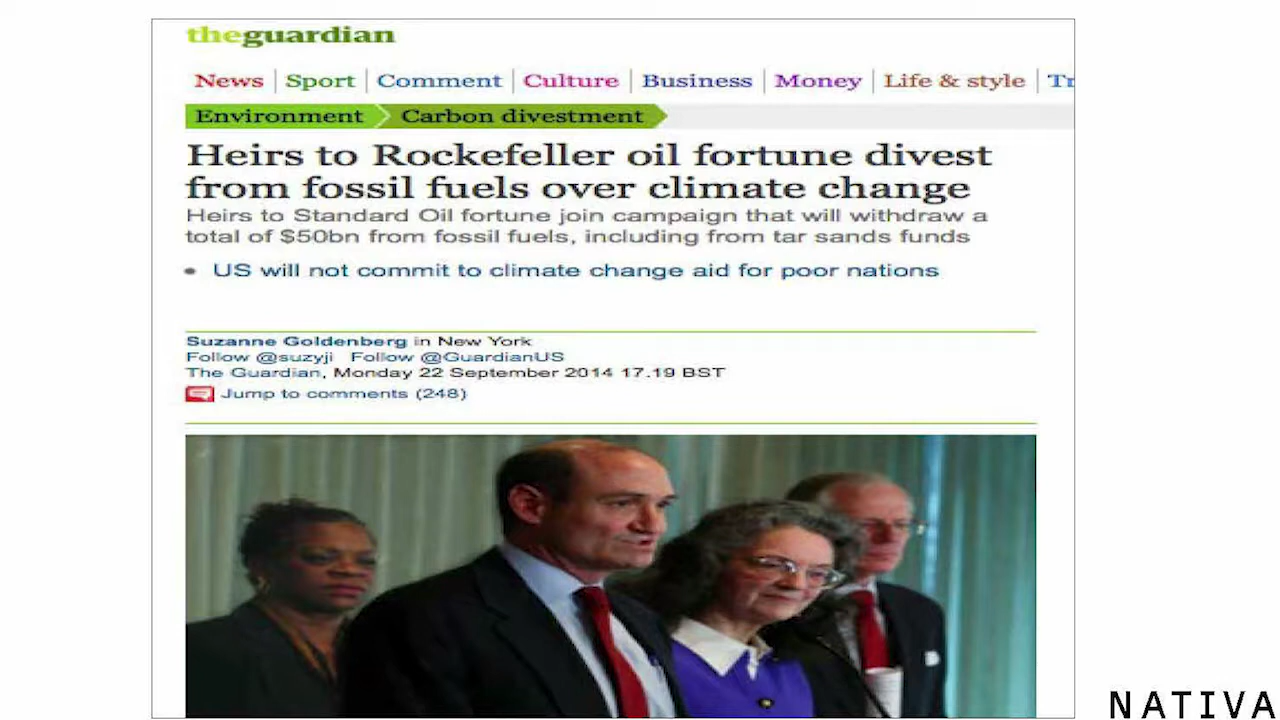 theguardian
News Sport Comment Culture Business Money Life & style Tr
Environment Carbon divestment
Heirs to Rockefeller oil fortune divest
from fossil fuels over climate change
Heirs to Standard Oil fortune join campaign that will withdraw a
total of $50bn from fossil fuels, including from tar sands funds
• US will not commit to climate change aid for poor nations
Suzanne Goldenberg in New York
Follow @suzyji Follow @GuardianUS
The Guardian, Monday 22 September 2014 17.19 BST
Jump to comments (248)
NATIVA